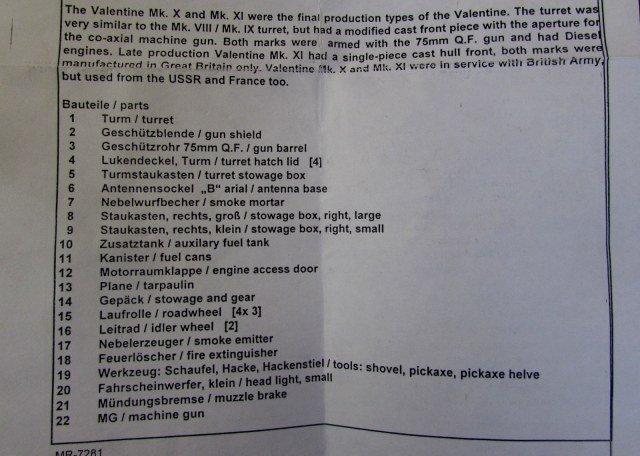 The Valentine Mk. X and Mk. XI were the final production types of the Valentine. The turret was
very similar to the Mk. VIII / Mk. IX turret, but had a modified cast front piece with the aperture for
the co-axial machine gun. Both marks were armed with the 75mm Q.F. gun and had Diesel
engines. Late production Valentine Mk. XI had a single-piece cast hull front, both marks were
manufactured in Great Britain only. Valentine Mk. X and Mk. XI were in service with British Army,
but used from the USSR and France too.
Bauteile / parts
1 Turm / turret
2 Geschützblende / gun shield
3 Geschützrohr 75mm Q.F. / gun barrel
4 Lukendeckel, Turm / turret hatch lid [4]
5 Turmstaukasten / turret stowage box
6 Antennensockel „B“ arial / antenna base
7 Nebelwurfbecher / smoke mortar
8 Staukasten, rechts, groß / stowage box, right, large
9 Staukasten, rechts, klein / stowage box, right, small
10 Zusatztank / auxilary fuel tank
11 Kanister / fuel cans
12 Motorraumklappe / engine access door
13 Plane / tarpaulin
14 Gepäck / stowage and gear
15 Laufrolle / roadwheel [4x 3]
16 Leitrad / idler wheel [2]
17 Nebelerzeuger / smoke emitter
18 Feuerlöscher / fire extinguisher
19 Werkzeug: Schaufel, Hacke, Hackenstiel / tools: shovel, pickaxe, pickaxe helve
20 Fahrscheinwerfer, klein / head light, small
21 Mündungsbremse / muzzle brake
22 MG / machine gun
MR-7281